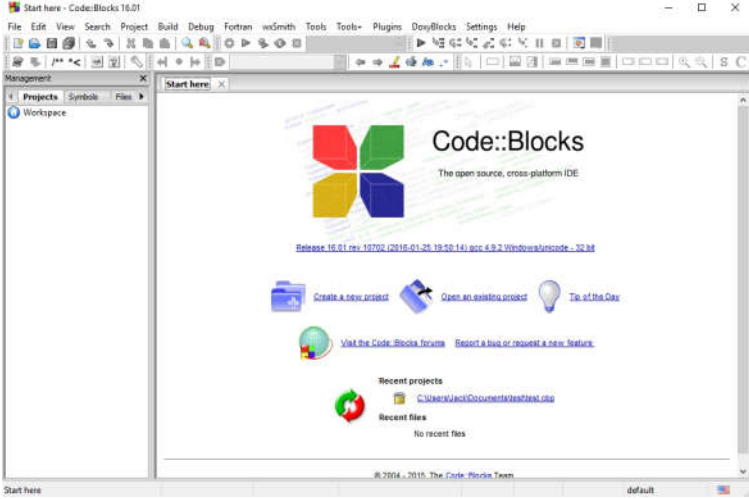 Start here - Code::Blocks 16.01
File Edit View Search Project Build Debug Fortran wxSmith Tools Tools+ Plugins DoxyBlocks Settings Help
/** *<
S C
Management
Start here
Projects Symbols Files
Workspace
Code::Blocks
The open source, cross-platform IDE
Release 16.01 rev 10702 (2016-01-25 19:50:14) gcc 4.9.2 Windows/unicode - 32 bit
Create a new project Open an existing project Tip of the Day
Visit the Code::Blocks forums Report a bug or request a new feature
Recent projects
C:\Users\Jack\Documents\test\test.cbp
Recent files
No recent files
© 2004 - 2015, The Code::Blocks Team.
Start here default